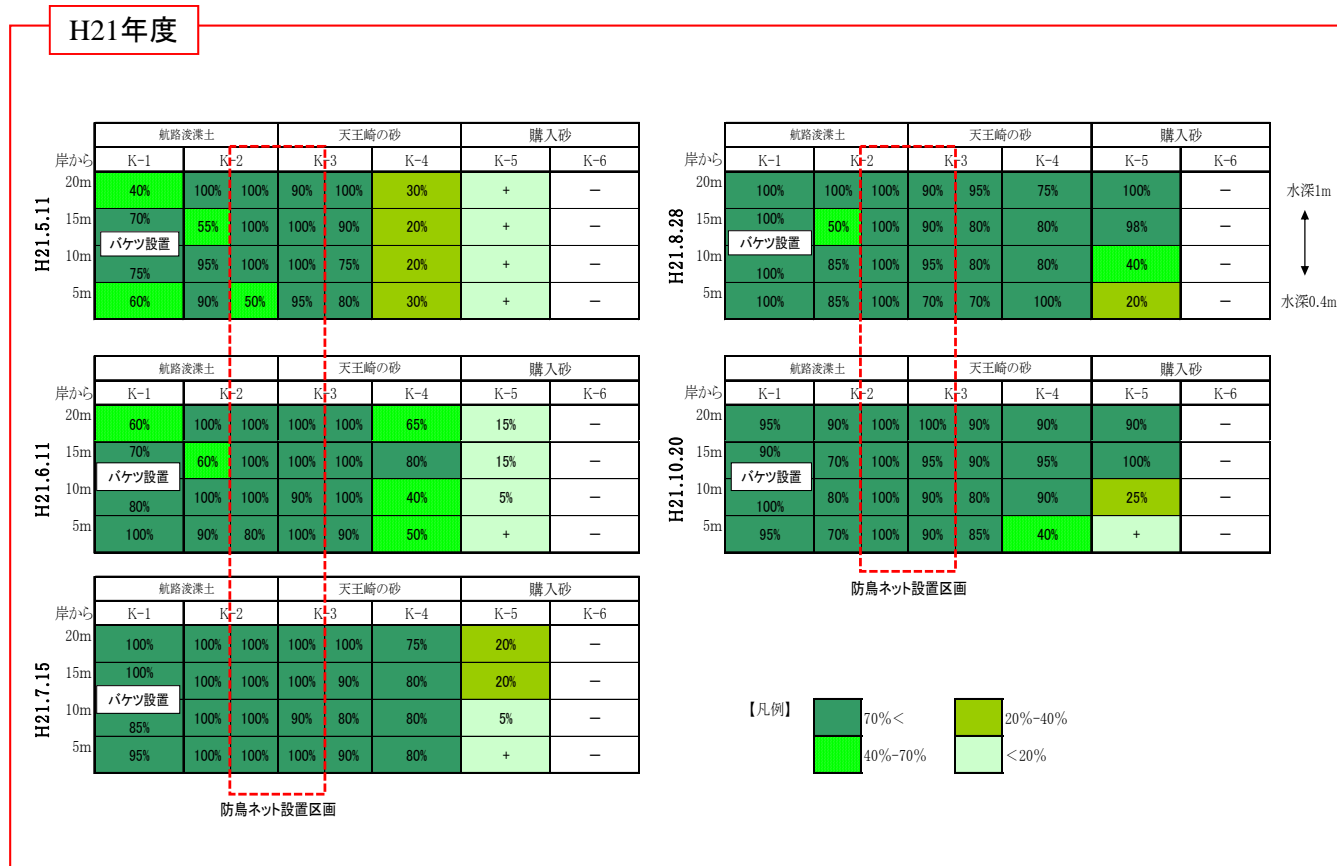 H21年度
航路浚渫土 天王崎の砂 購入砂
岸から K-1 K-2 K-3 K-4 K-5 K-6
H21.5.11
20m 40% 100% 100% 90% 100% 30% + －
15m 70% 55% 100% 100% 90% 20% + －
バケツ設置
10m 75% 95% 100% 100% 75% 20% + －
5m 60% 90% 50% 95% 80% 30% + －
航路浚渫土 天王崎の砂 購入砂
岸から K-1 K-2 K-3 K-4 K-5 K-6
H21.6.11
20m 60% 100% 100% 100% 100% 65% 15% －
15m 70% 60% 100% 100% 100% 80% 15% －
バケツ設置
10m 80% 100% 100% 90% 100% 40% 5% －
5m 100% 90% 80% 100% 90% 50% + －
航路浚渫土 天王崎の砂 購入砂
岸から K-1 K-2 K-3 K-4 K-5 K-6
H21.7.15
20m 100% 100% 100% 100% 100% 75% 20% －
15m 100% 100% 100% 100% 90% 80% 20% －
バケツ設置
10m 85% 100% 100% 90% 80% 80% 5% －
5m 95% 100% 100% 100% 90% 80% + －
防鳥ネット設置区画
航路浚渫土 天王崎の砂 購入砂
岸から K-1 K-2 K-3 K-4 K-5 K-6
H21.8.28
20m 100% 100% 100% 90% 95% 75% 100% － 水深1m
15m 100% 50% 100% 90% 80% 80% 98% －
バケツ設置
10m 100% 85% 100% 95% 80% 80% 40% －
5m 100% 85% 100% 70% 70% 100% 20% － 水深0.4m
航路浚渫土 天王崎の砂 購入砂
岸から K-1 K-2 K-3 K-4 K-5 K-6
H21.10.20
20m 95% 90% 100% 100% 90% 90% 90% －
15m 90% 70% 100% 95% 90% 95% 100% －
バケツ設置
10m 100% 80% 100% 90% 80% 90% 25% －
5m 95% 70% 100% 90% 85% 40% + －
防鳥ネット設置区画
【凡例】 70%＜ 20%-40%
40%-70% ＜20%